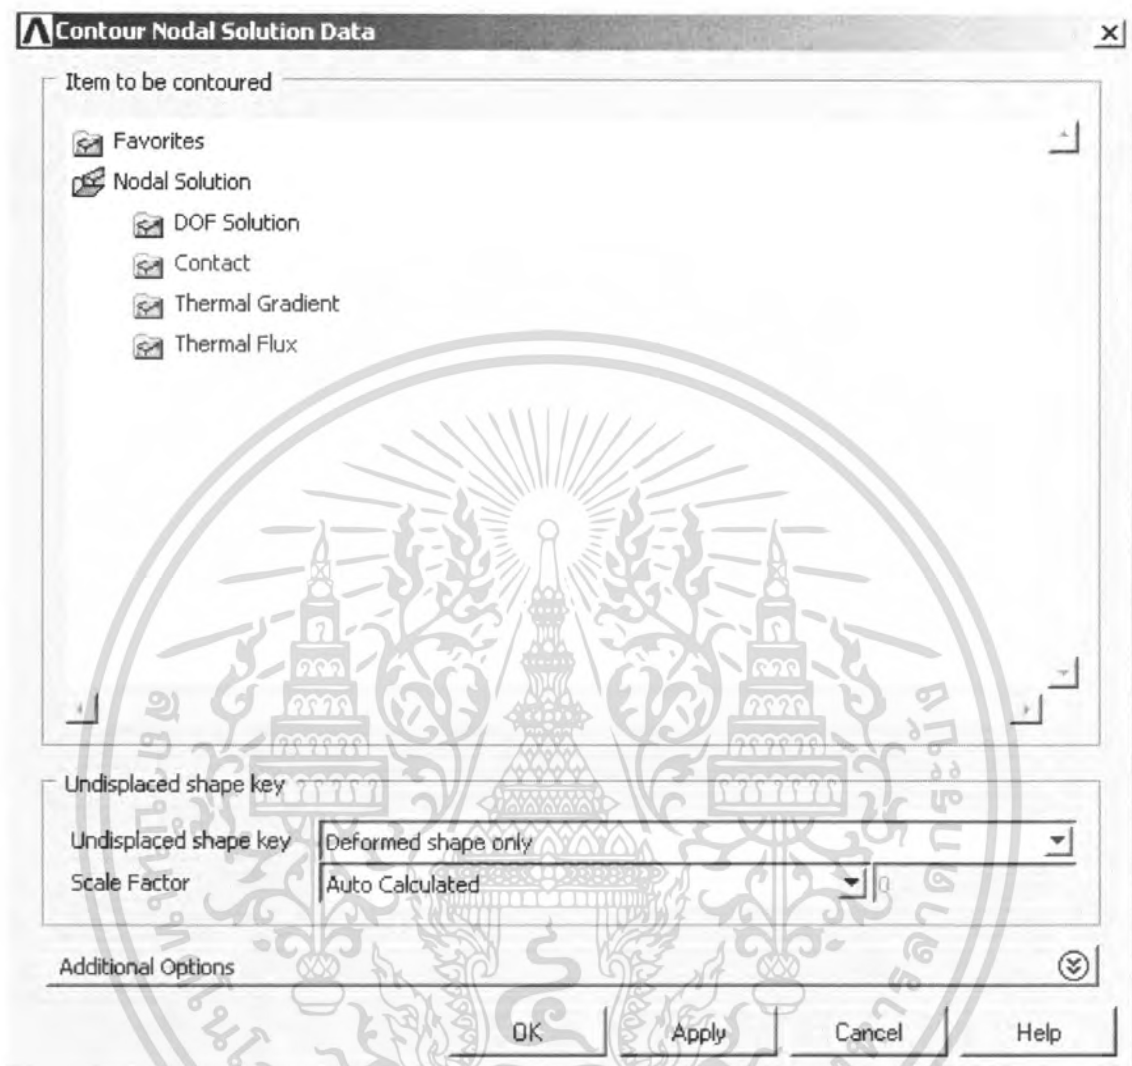 Contour Nodal Solution Data
Item to be contoured
Favorites
Nodal Solution
DOF Solution
Contact
Thermal Gradient
Thermal Flux
Undisplaced shape key
Undisplaced shape key Deformed shape only
Scale Factor Auto Calculated 0
Additional Options
OK Apply Cancel Help